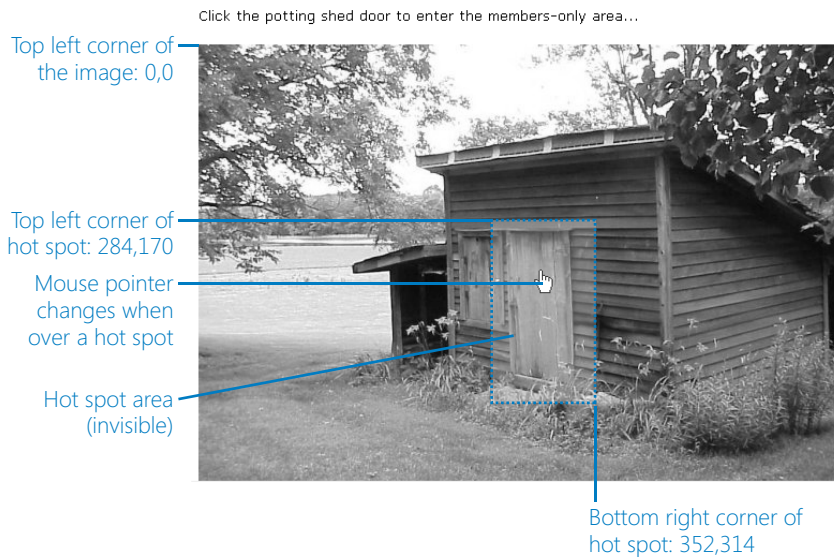 Click the potting shed door to enter the members-only area...
Top left corner of
the image: 0,0
Top left corner of
hot spot: 284,170
Mouse pointer
changes when
over a hot spot
Hot spot area
(invisible)
Bottom right corner of
hot spot: 352,314